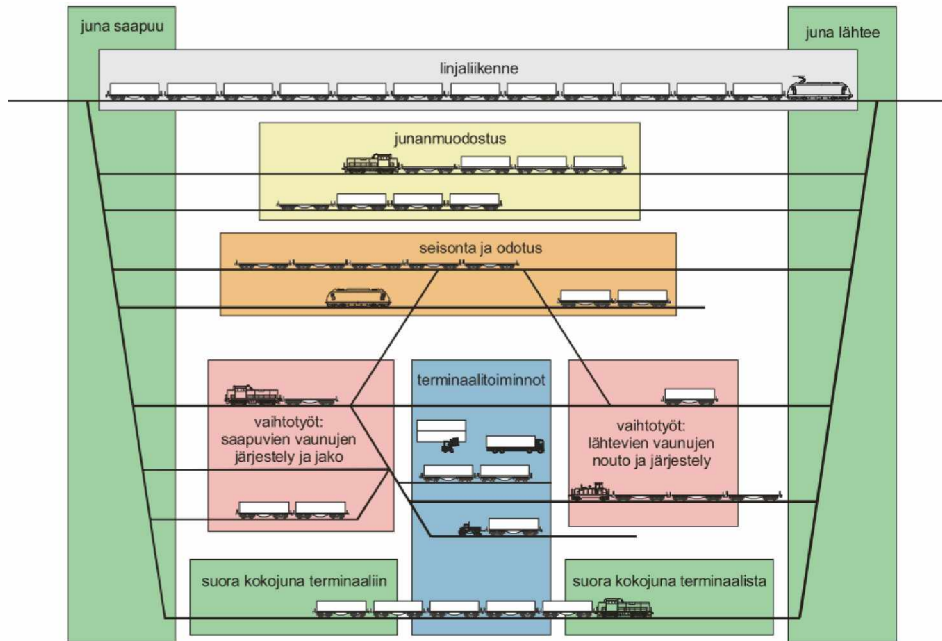 juna saapuu
juna lähtee
linjaliikenne
junanmuodostus
seisonta ja odotus
vaihtotyöt:
saapuvien vaunujen
järjestely ja jako
terminaalitoiminnot
vaihtotyöt:
lähtevien vaunujen
nouto ja järjestely
suora kokojuna terminaaliin
suora kokojuna terminaalista